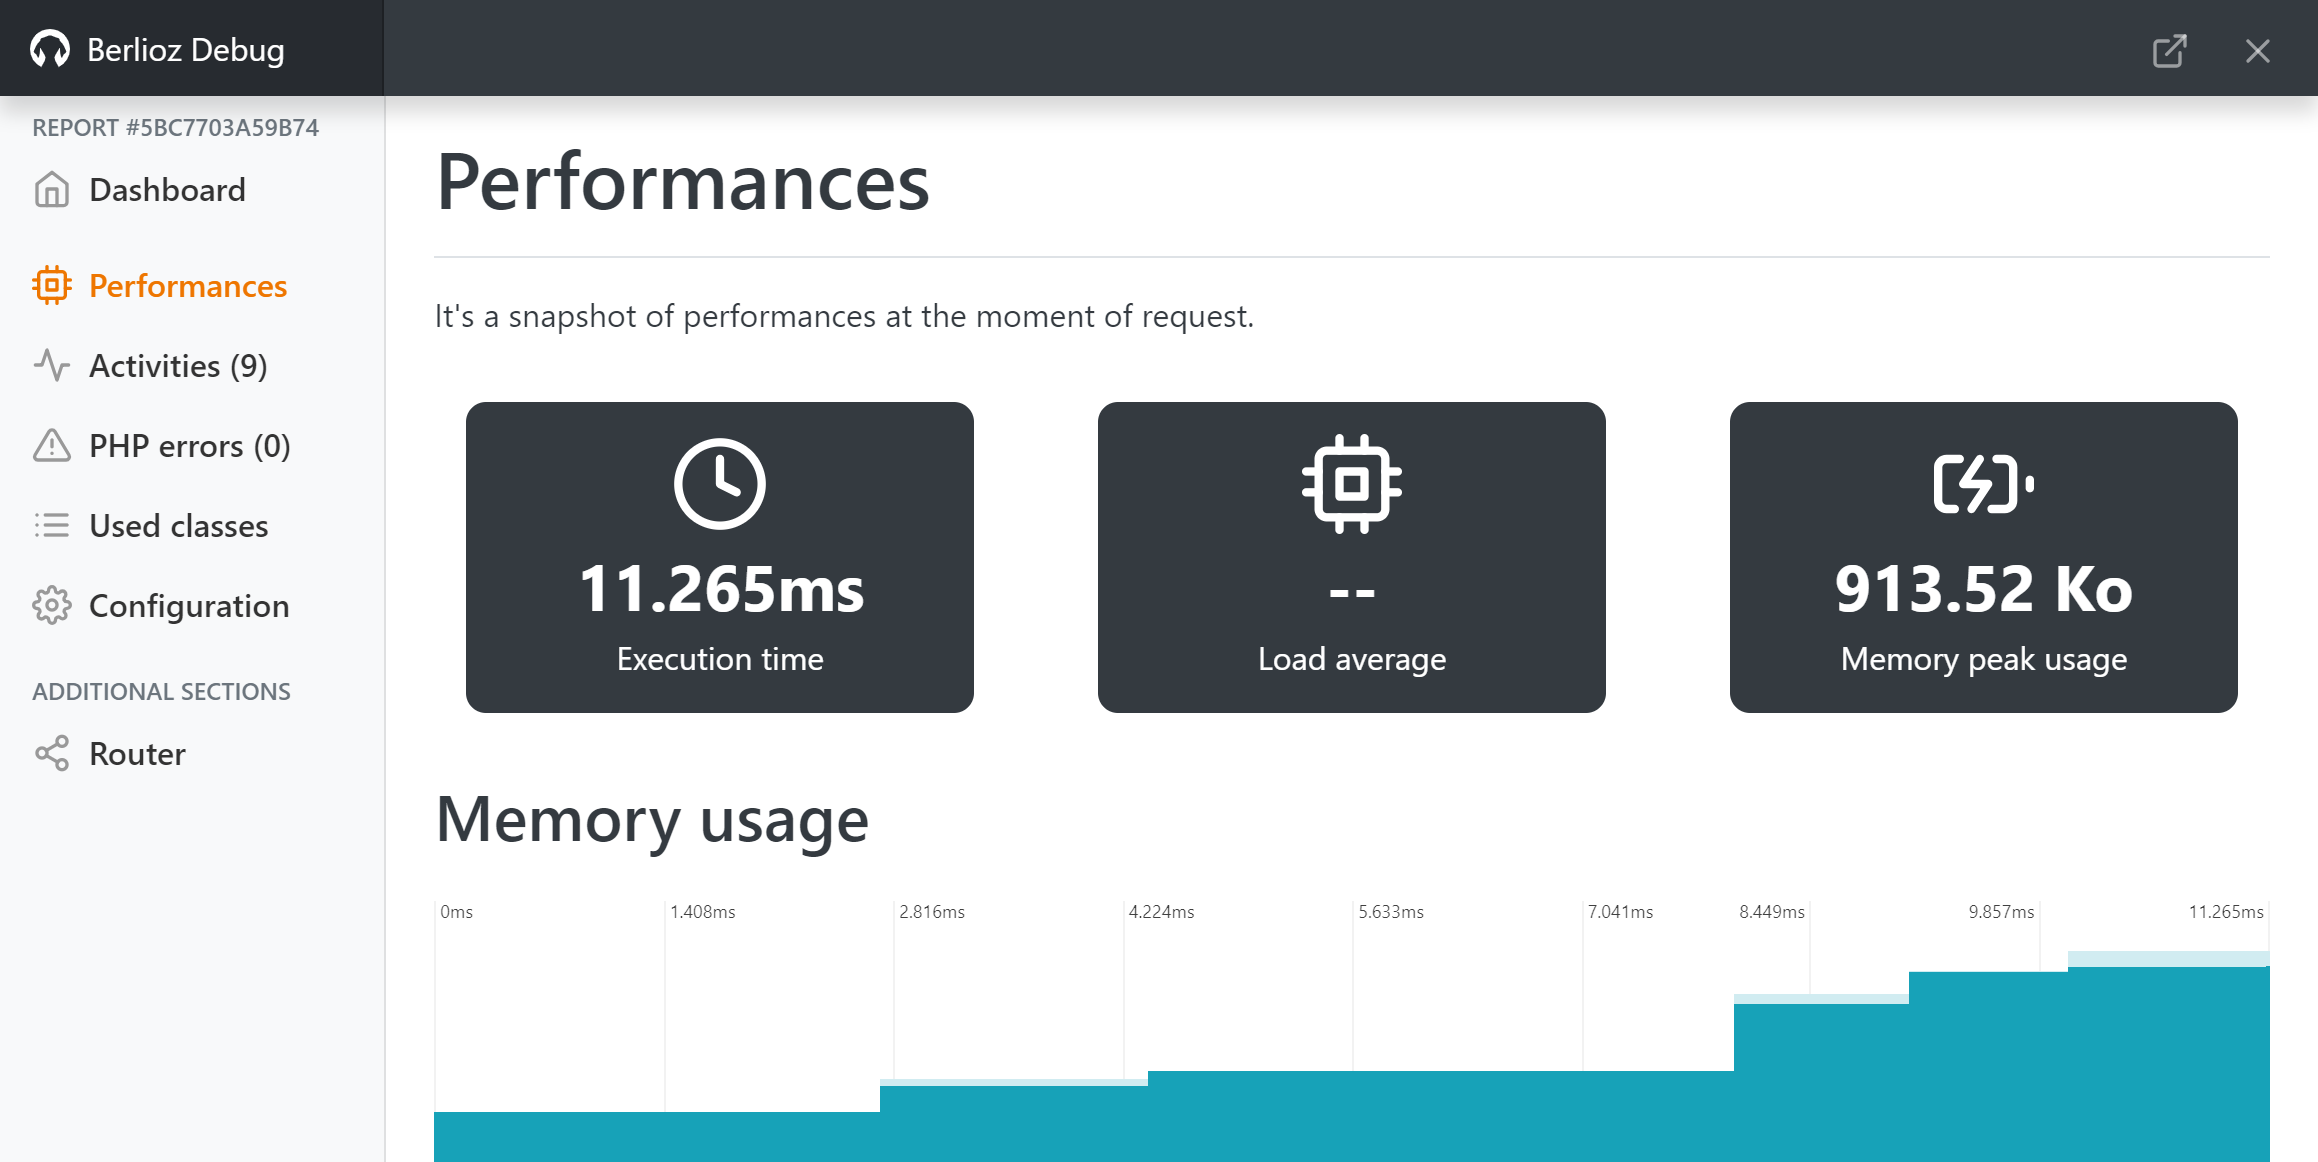 Berlioz Debug
REPORT #5BC7703A59B74
Dashboard
Performances
Activities (9)
PHP errors (0)
Used classes
Configuration
ADDITIONAL SECTIONS
Router
Performances
It's a snapshot of performances at the moment of request.
11.265ms
Execution time
--
Load average
913.52 Ko
Memory peak usage
Memory usage
0ms 1.408ms 2.816ms 4.224ms 5.633ms 7.041ms 8.449ms 9.857ms 11.265ms